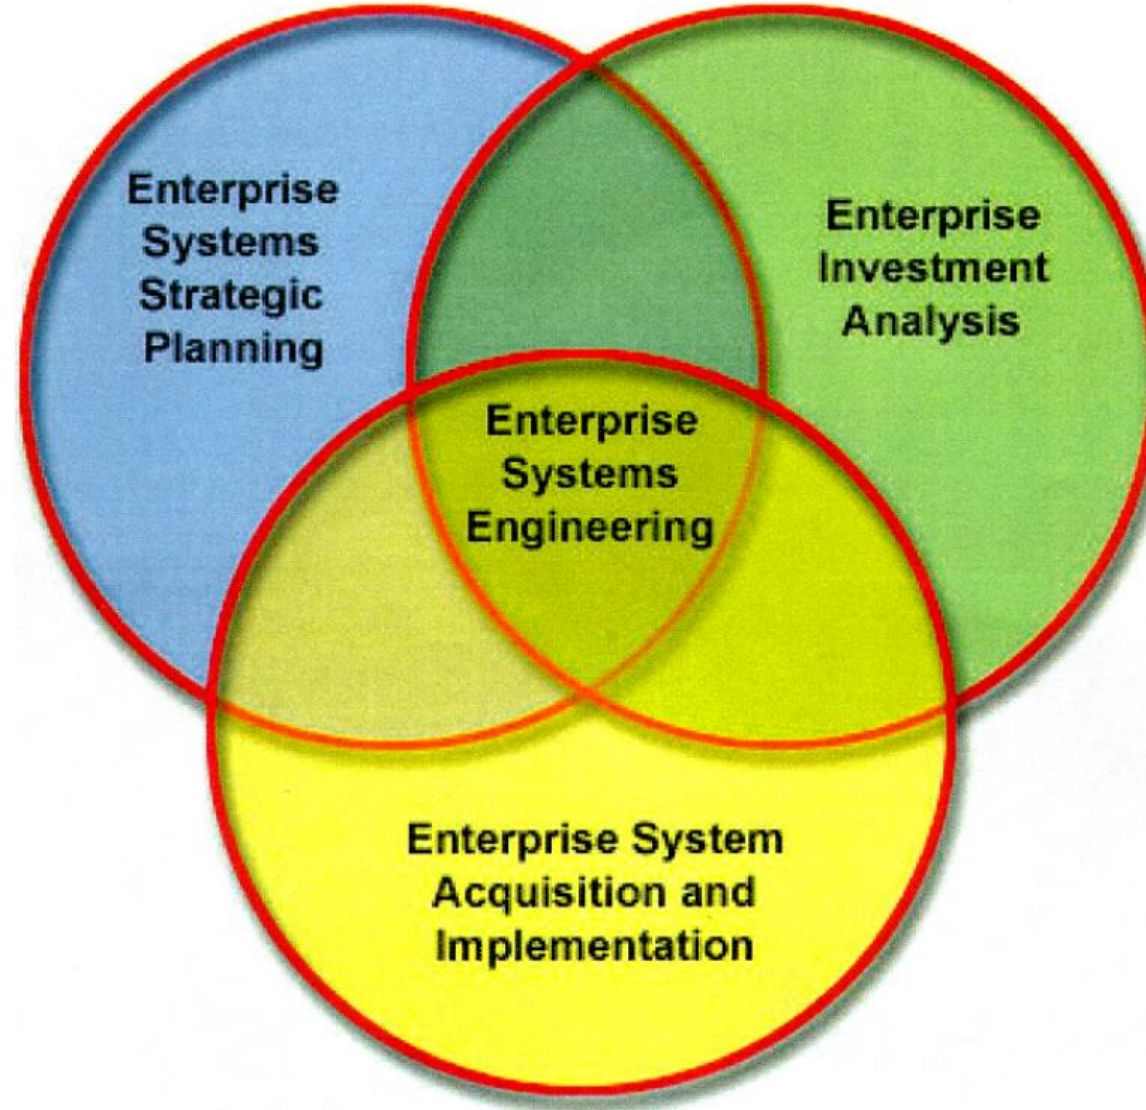 Enterprise
Systems
Strategic
Planning
Enterprise
Investment
Analysis
Enterprise
Systems
Engineering
Enterprise System
Acquisition and
Implementation